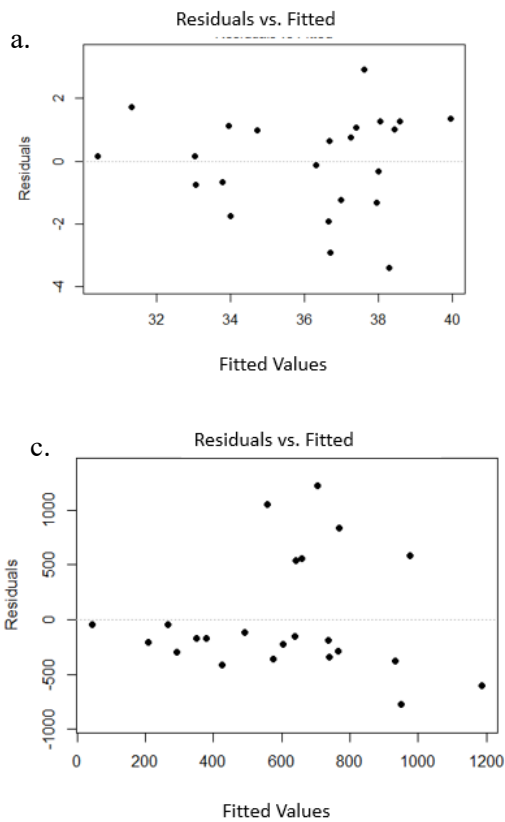 Residuals vs. Fitted
a.
2
0
-2
-4
Residuals
32 34 36 38 40
Fitted Values
Residuals vs. Fitted
c.
1000
500
0
-500
-1000
Residuals
0 200 400 600 800 1000 1200
Fitted Values